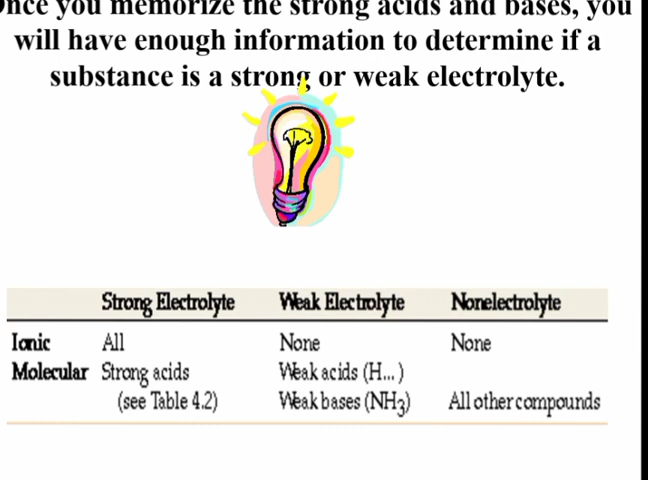 Once you memorize the strong acids and bases, you
will have enough information to determine if a
substance is a strong or weak electrolyte.
Strong Electrolyte Weak Electrolyte Nonelectrolyte
Ionic All None None
Molecular Strong acids Weak acids (H...)
(see Table 4.2) Weak bases (NH3) All other compounds